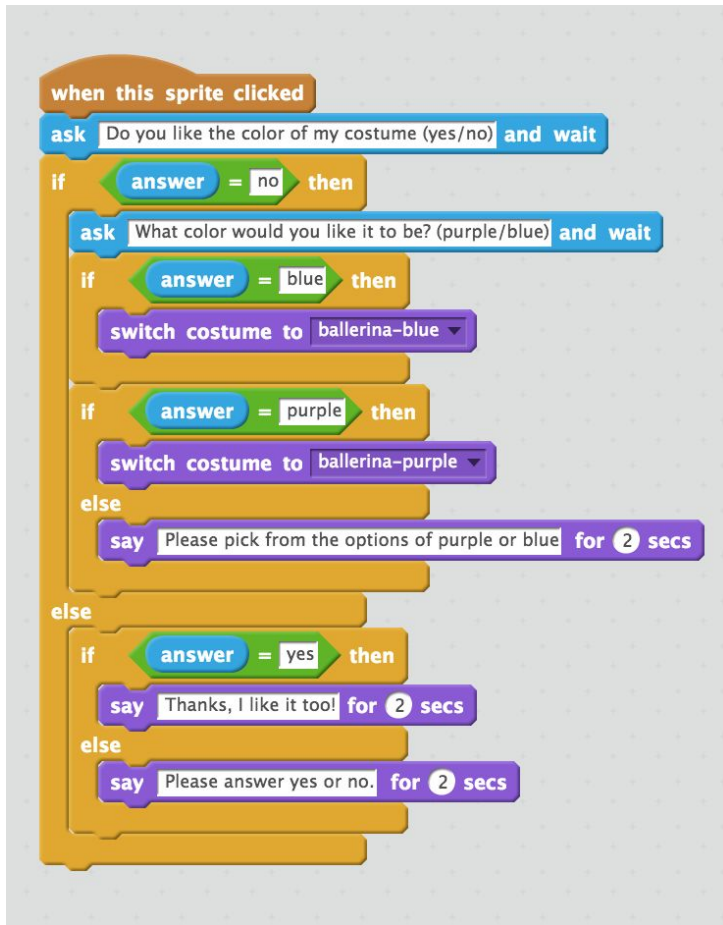 when this sprite clicked
ask Do you like the color of my costume (yes/no) and wait
if answer = no then
ask What color would you like it to be? (purple/blue) and wait
if answer = blue then
switch costume to ballerina-blue
if answer = purple then
switch costume to ballerina-purple
else
say Please pick from the options of purple or blue for 2 secs
else
if answer = yes then
say Thanks, I like it too! for 2 secs
else
say Please answer yes or no. for 2 secs